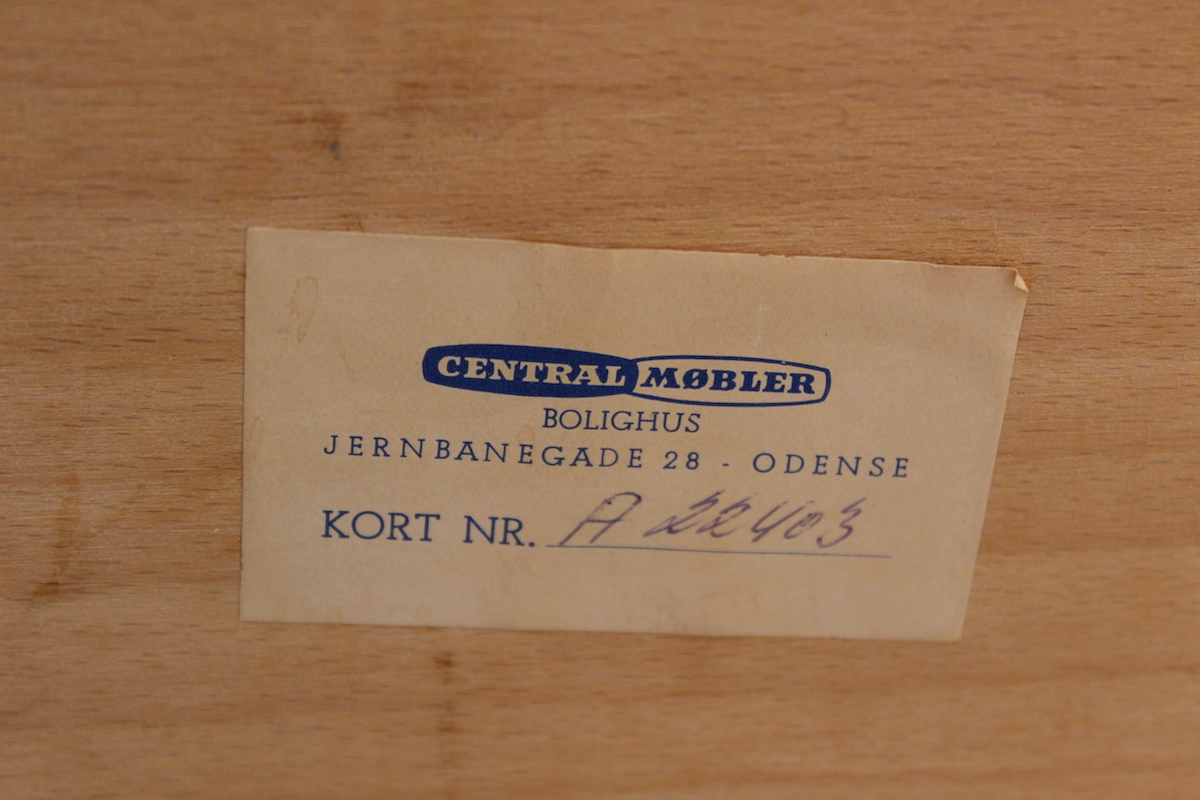 CENTRAL MØBLER
BOLIGHUS
JERNBANEGADE 28 - ODENSE
KORT NR. A 22403